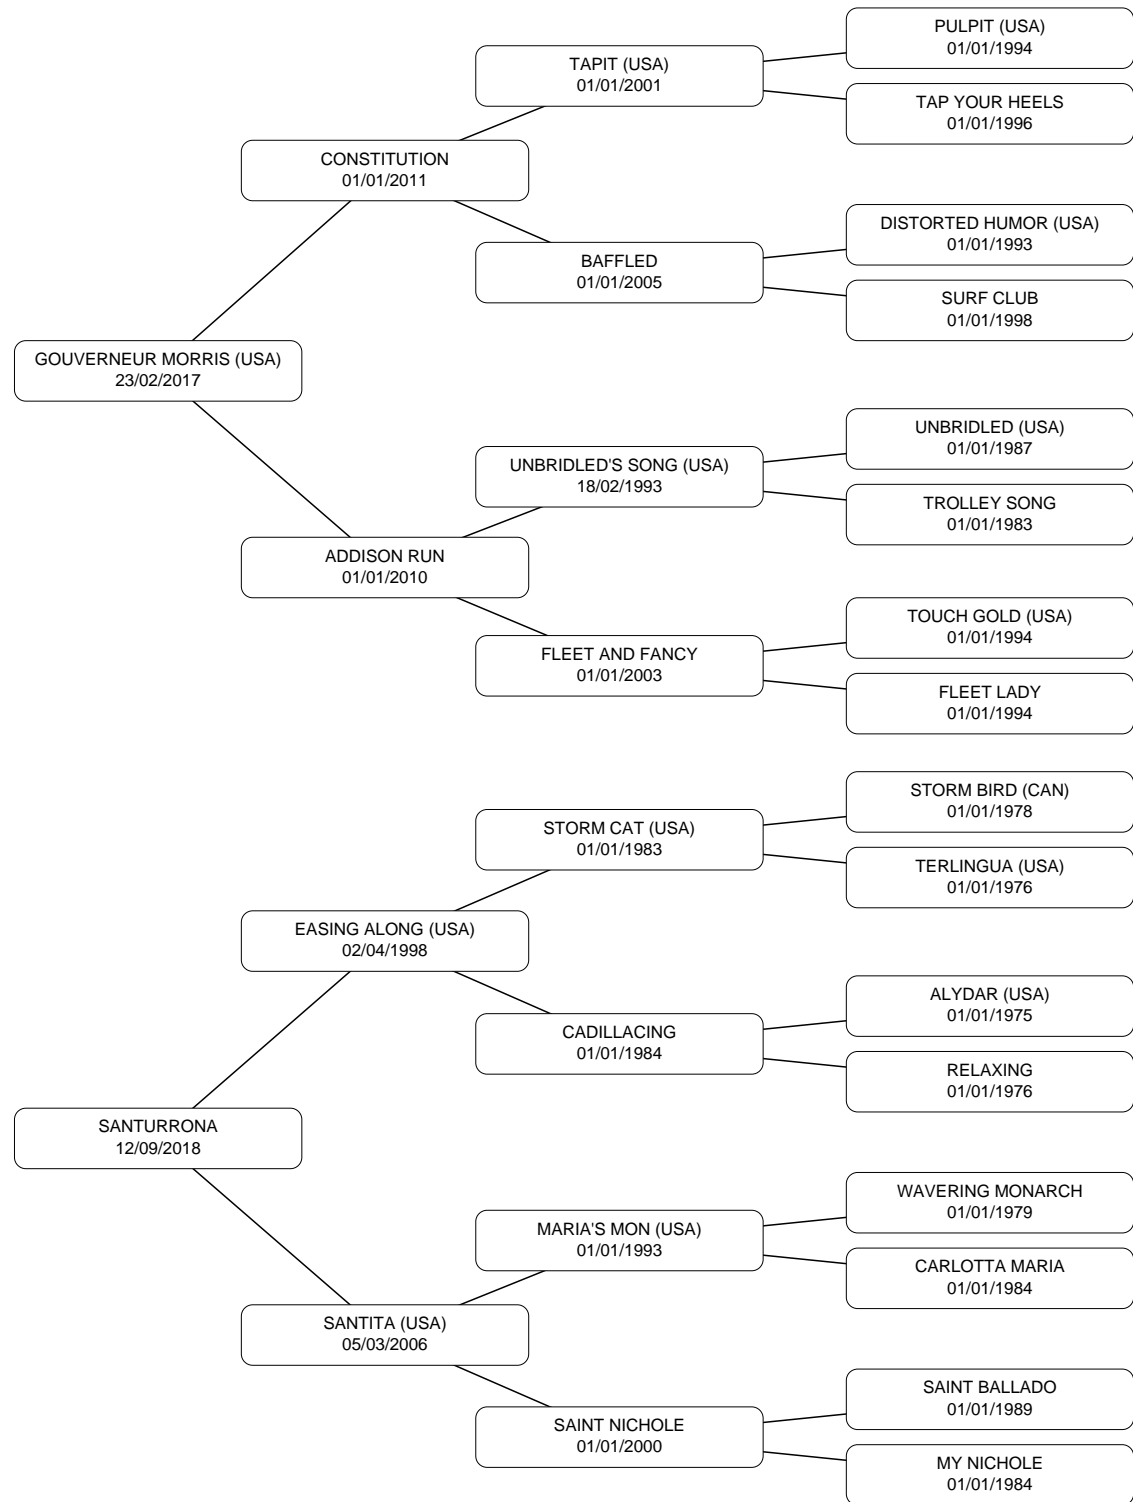 PULPIT (USA)
01/01/1994
TAPIT (USA)
01/01/2001
TAP YOUR HEELS
01/01/1996
CONSTITUTION
01/01/2011
DISTORTED HUMOR (USA)
01/01/1993
BAFFLED
01/01/2005
SURF CLUB
01/01/1998
GOUVERNEUR MORRIS (USA)
23/02/2017
UNBRIDLED (USA)
01/01/1987
UNBRIDLED'S SONG (USA)
18/02/1993
TROLLEY SONG
01/01/1983
ADDISON RUN
01/01/2010
TOUCH GOLD (USA)
01/01/1994
FLEET AND FANCY
01/01/2003
FLEET LADY
01/01/1994
STORM BIRD (CAN)
01/01/1978
STORM CAT (USA)
01/01/1983
TERLINGUA (USA)
01/01/1976
EASING ALONG (USA)
02/04/1998
ALYDAR (USA)
01/01/1975
CADILLACING
01/01/1984
RELAXING
01/01/1976
SANTURRONA
12/09/2018
WAVERING MONARCH
01/01/1979
MARIA'S MON (USA)
01/01/1993
CARLOTTA MARIA
01/01/1984
SANTITA (USA)
05/03/2006
SAINT BALLADO
01/01/1989
SAINT NICHOLE
01/01/2000
MY NICHOLE
01/01/1984